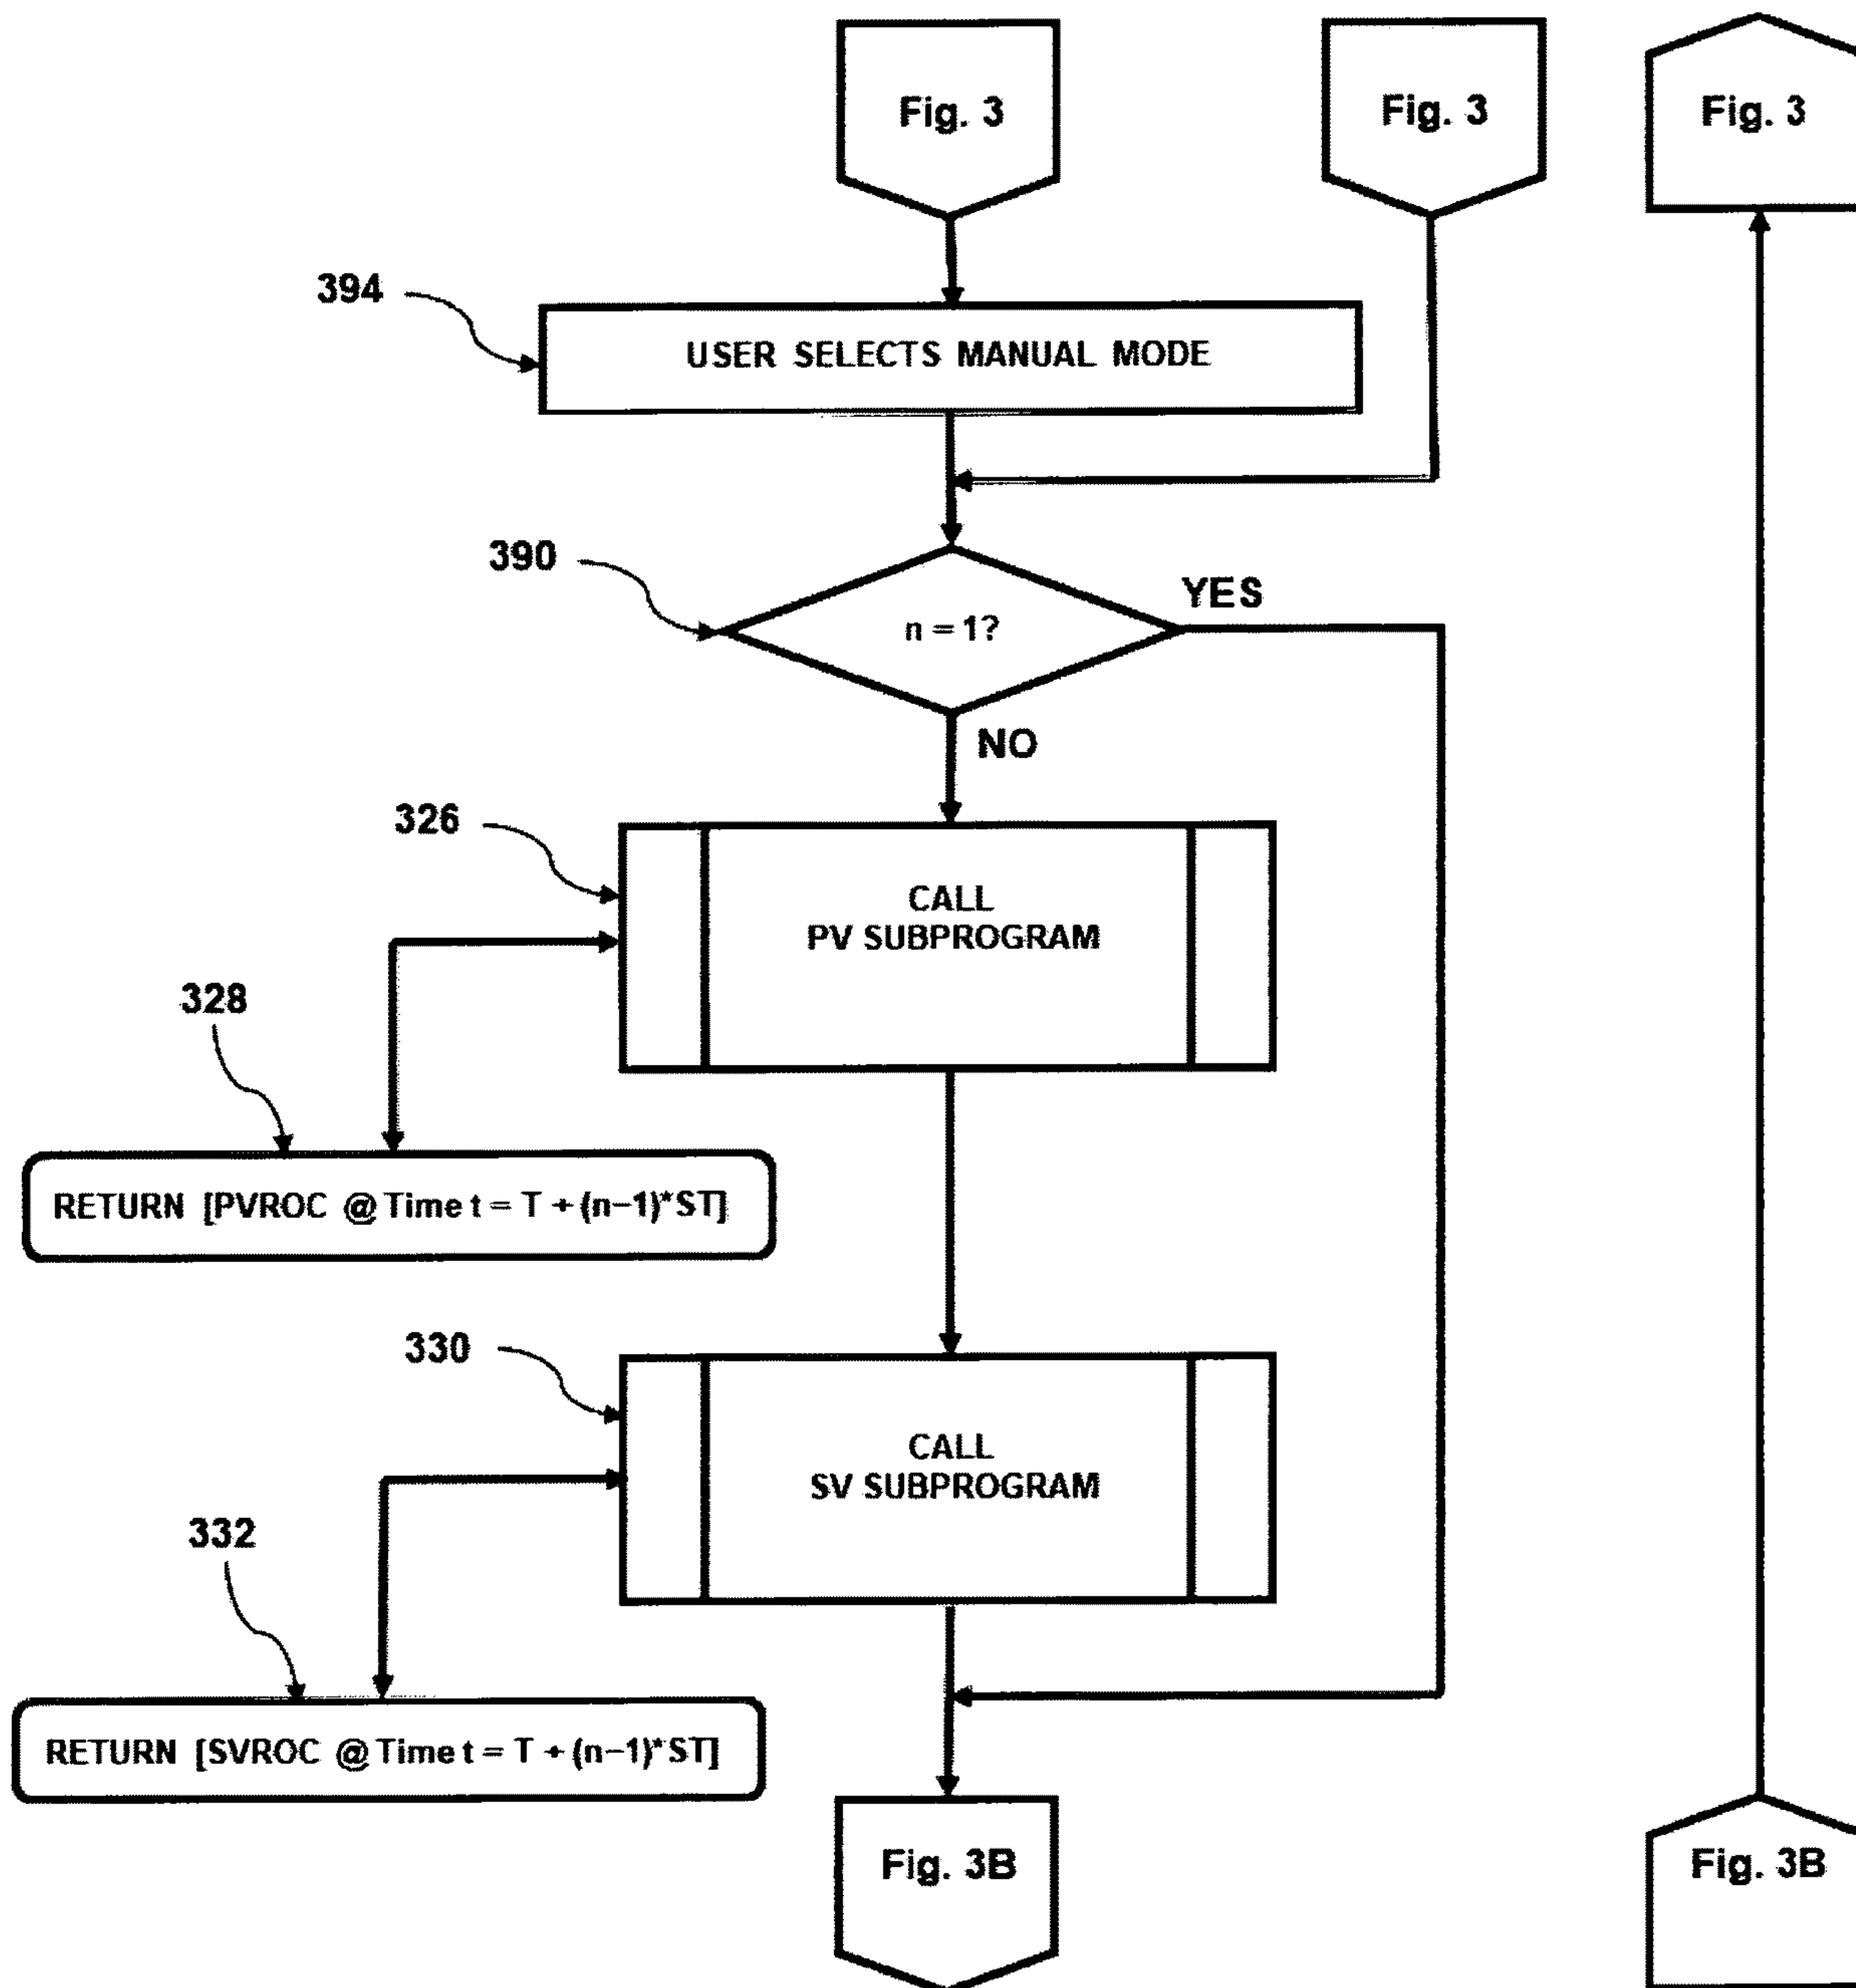 Fig. 3
Fig. 3
Fig. 3
394
USER SELECTS MANUAL MODE
390
YES
n = 1?
NO
326
CALL
PV SUBPROGRAM
328
RETURN [PVROC @ Time t = T + (n−1)*ST]
330
CALL
SV SUBPROGRAM
332
RETURN [SVROC @ Time t = T + (n−1)*ST]
Fig. 3B
Fig. 3B